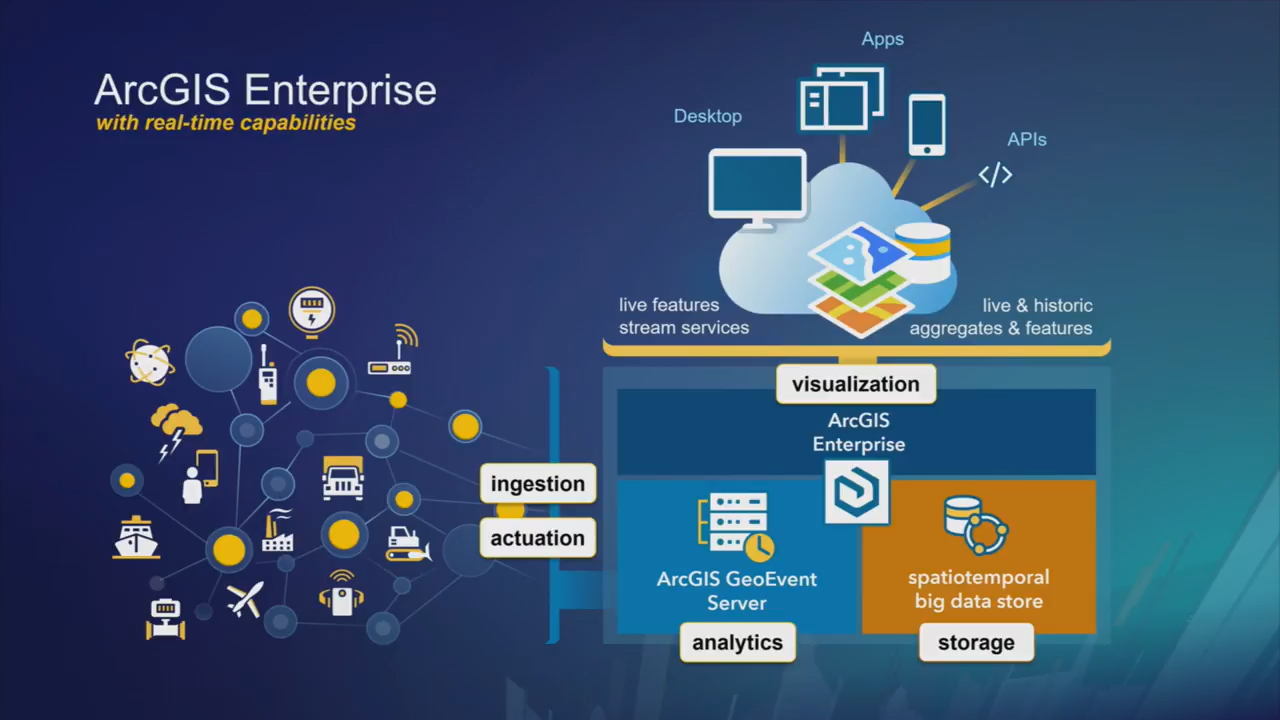 ArcGIS Enterprise
with real-time capabilities
Apps
Desktop
APIs
</>
live features
stream services
live & historic
aggregates & features
visualization
ArcGIS
Enterprise
ingestion
actuation
ArcGIS GeoEvent
Server
spatiotemporal
big data store
analytics
storage